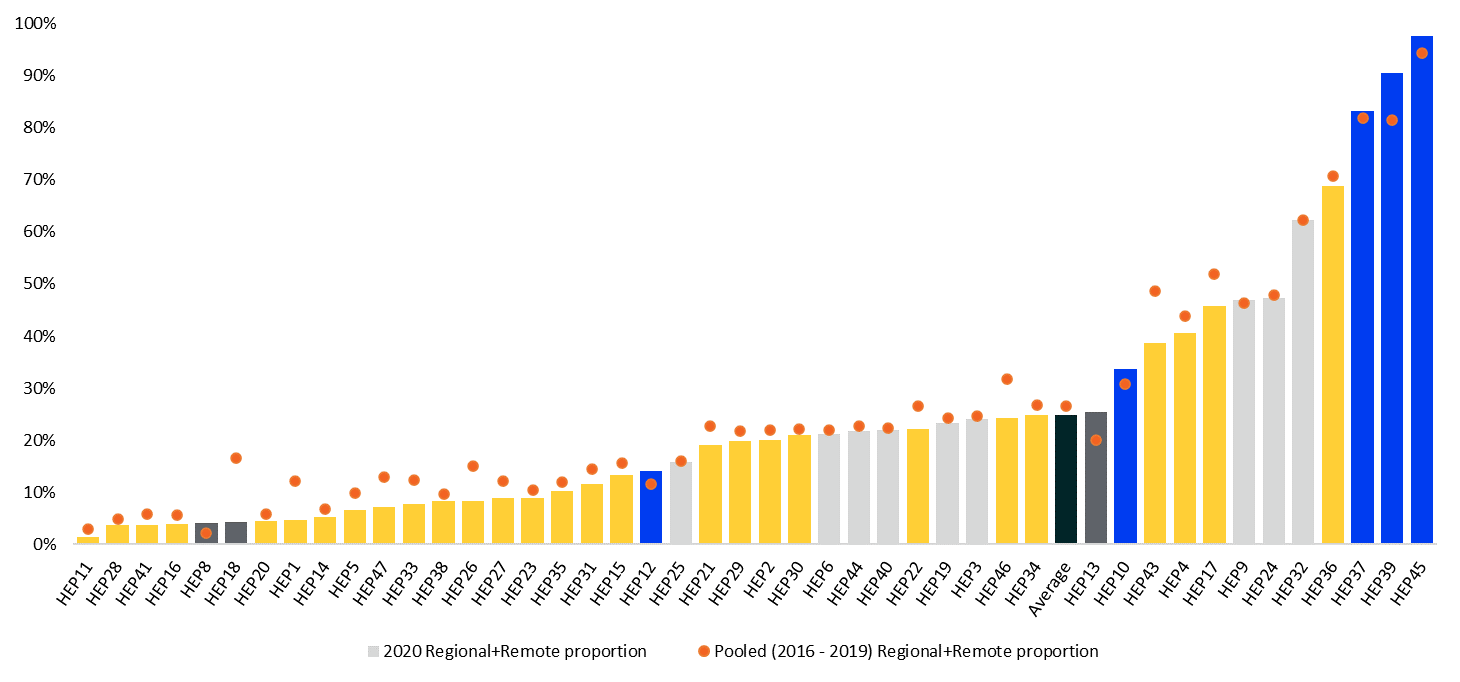 100%
90%
80%
70%
60%
50%
40%
30%
20%
10%
0%
HEP11
HEP28
HEP41
HEP16
HEP8
HEP18
HEP20
HEP1
HEP14
HEP5
HEP47
HEP33
HEP38
HEP26
HEP27
HEP23
HEP35
HEP31
HEP15
HEP12
HEP25
HEP21
HEP29
HEP2
HEP30
HEP6
HEP44
HEP40
HEP22
HEP19
HEP3
HEP46
HEP34
Average
HEP13
HEP10
HEP43
HEP4
HEP17
HEP9
HEP24
HEP32
HEP36
HEP37
HEP39
HEP45
2020 Regional+Remote proportion
Pooled (2016 - 2019) Regional+Remote proportion